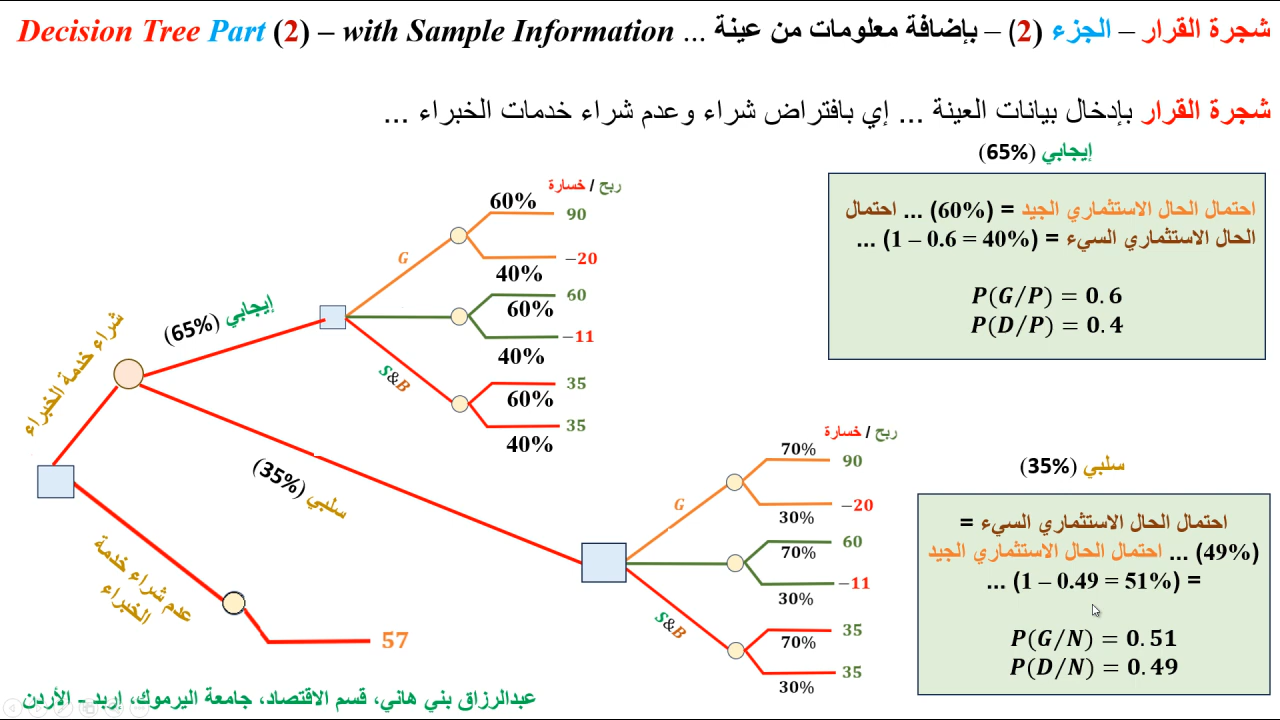 شجرة القرار – الجزء (2) – بإضافة معلومات من عينة ... Decision Tree Part (2) – with Sample Information
شجرة القرار بإدخال بيانات العينة ... إي بافتراض شراء وعدم شراء خدمات الخبراء ...
إيجابي (65%)
احتمال الحال الاستثماري الجيد = (60%) ... احتمال
الحال الاستثماري السيء = (1 – 0.6 = 40%) ...
P(G/P) = 0.6
P(D/P) = 0.4
ربح / خسارة
60%
90
G
−20
40%
60
60%
−11
40%
S&B
35
60%
35
40%
إيجابي (65%)
شراء خدمة الخبراء
سلبي (35%)
عدم شراء خدمة
الخبراء
57
ربح / خسارة
70%
90
G
−20
30%
60
70%
−11
30%
S&B
35
70%
35
30%
سلبي (35%)
احتمال الحال الاستثماري السيء =
(49%) ... احتمال الحال الاستثماري الجيد
= (1 – 0.49 = 51%) ...
P(G/N) = 0.51
P(D/N) = 0.49
عبدالرزاق بني هاني، قسم الاقتصاد، جامعة اليرموك، إربد - الأردن